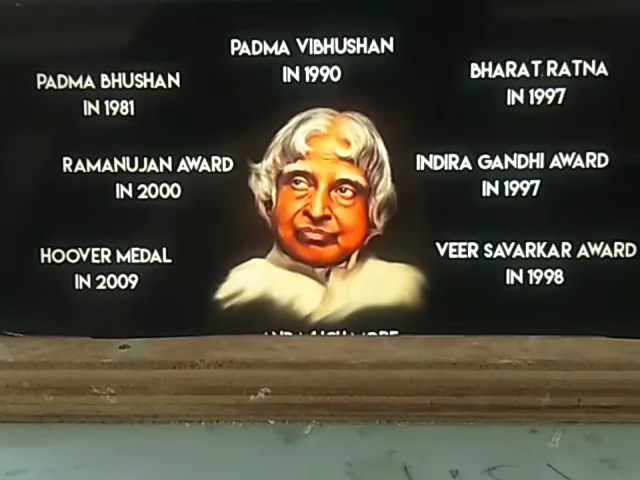 PADMA VIBHUSHAN
IN 1990
PADMA BHUSHAN
IN 1981
BHARAT RATNA
IN 1997
RAMANUJAN AWARD
IN 2000
INDIRA GANDHI AWARD
IN 1997
HOOVER MEDAL
IN 2009
VEER SAVARKAR AWARD
IN 1998